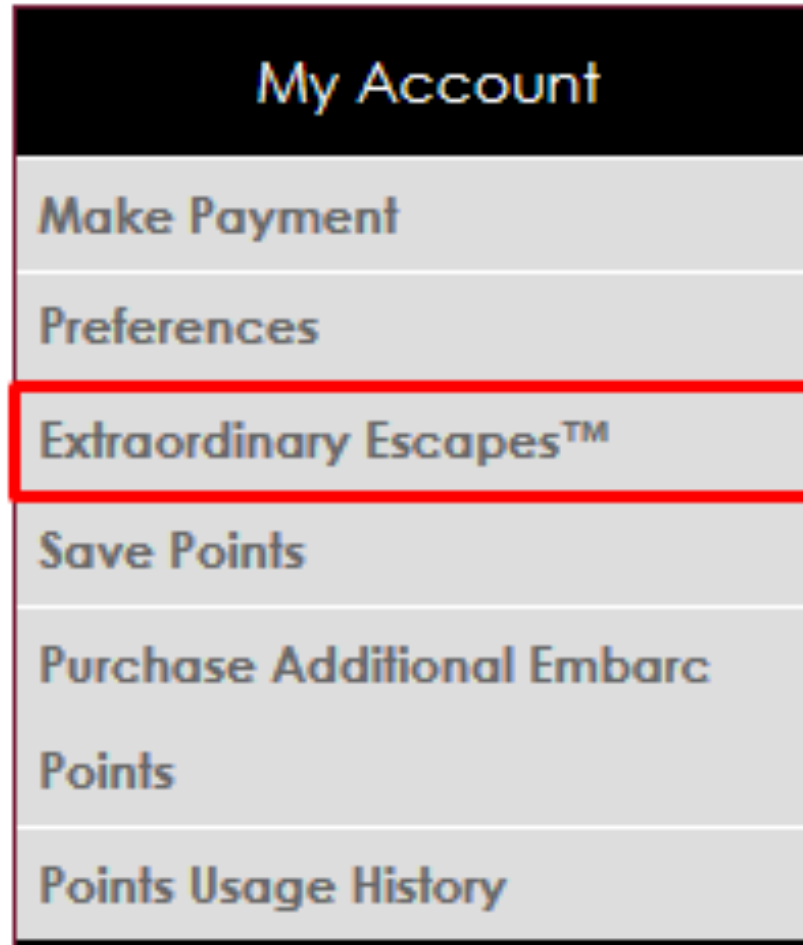 My Account
Make Payment
Preferences
Extraordinary Escapes™
Save Points
Purchase Additional Embarc
Points
Points Usage History